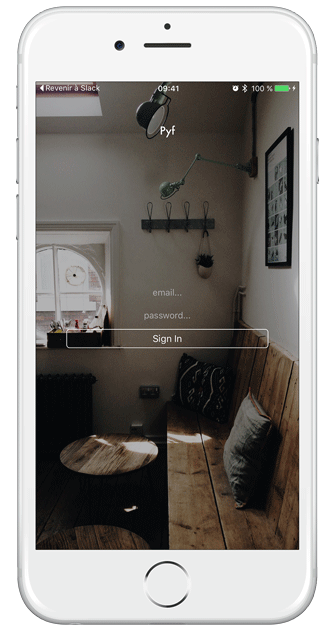 Revenir à Slack 09:41 100 %
Pyf
email...
password...
Sign In